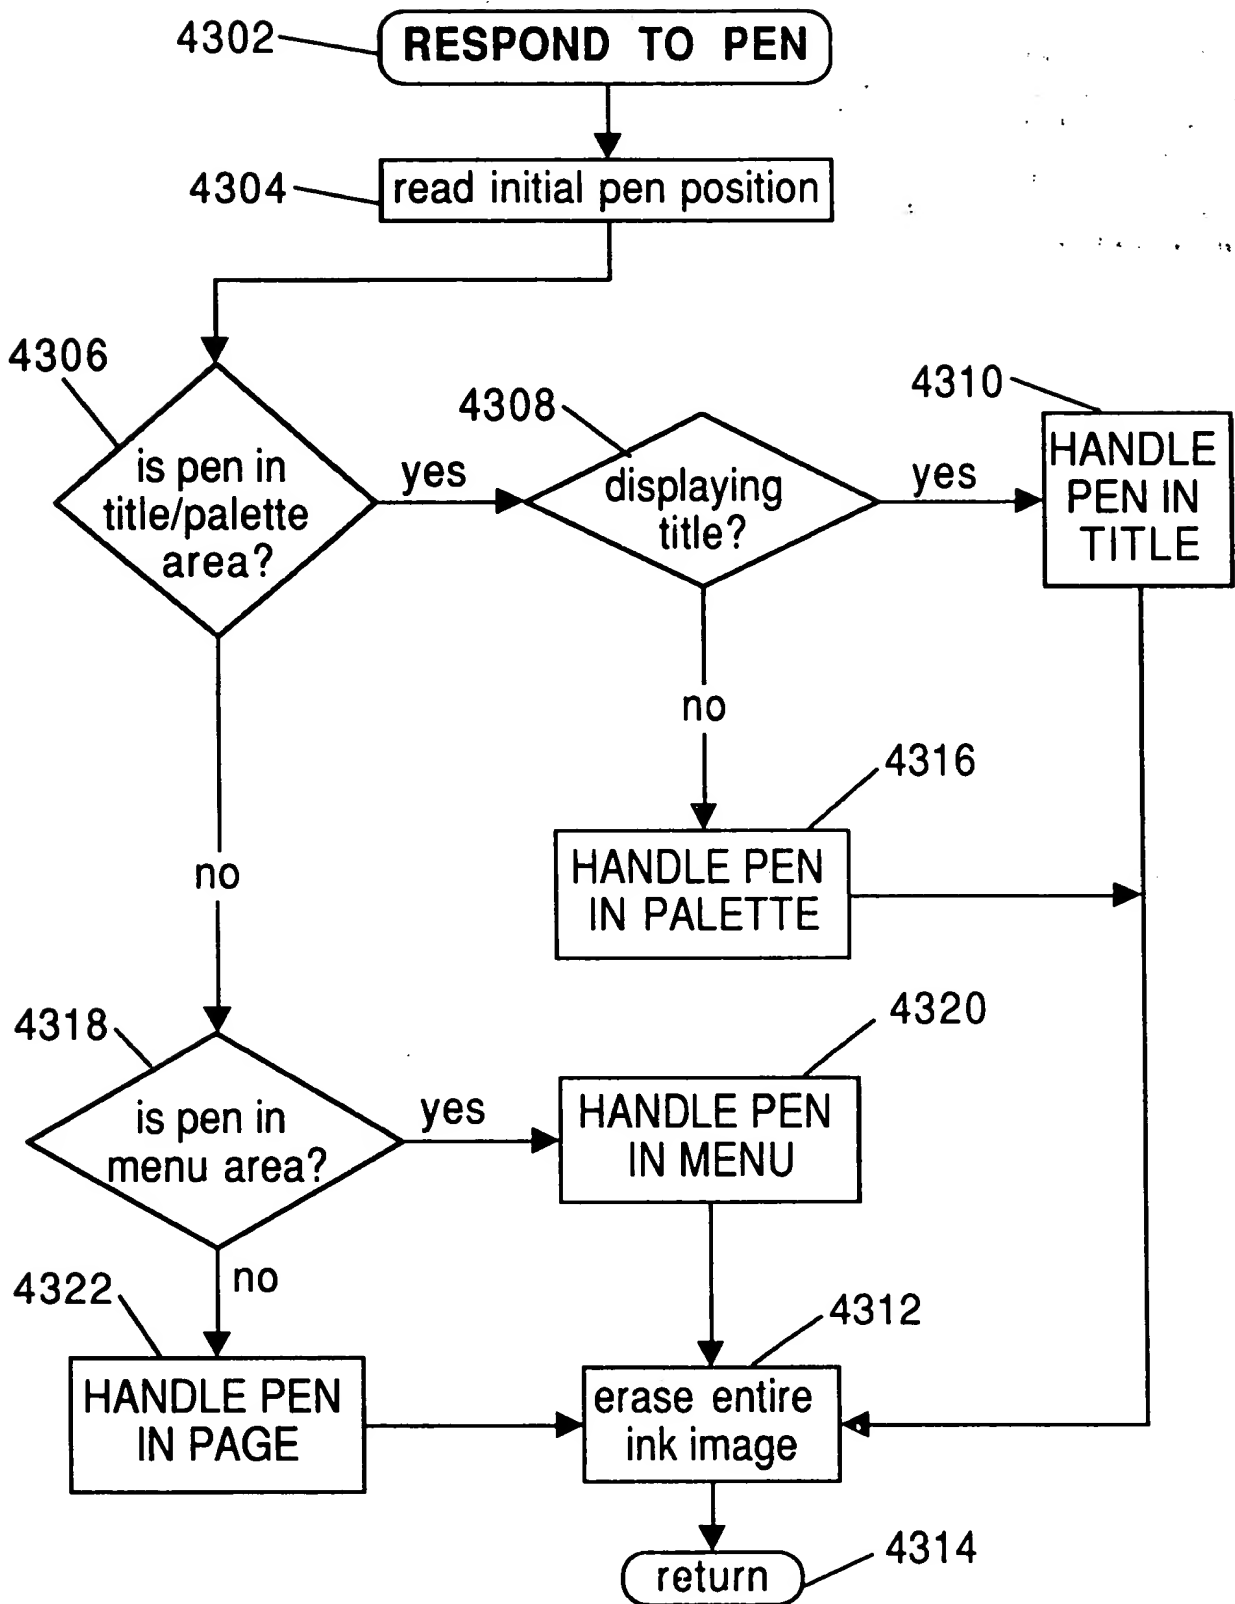 4302
RESPOND TO PEN
4304
read initial pen position
4306
is pen in
title/palette
area?
yes
4308
displaying
title?
yes
4310
HANDLE
PEN IN
TITLE
no
no
4316
HANDLE PEN
IN PALETTE
4318
is pen in
menu area?
yes
4320
HANDLE PEN
IN MENU
no
4322
HANDLE PEN
IN PAGE
4312
erase entire
ink image
4314
return